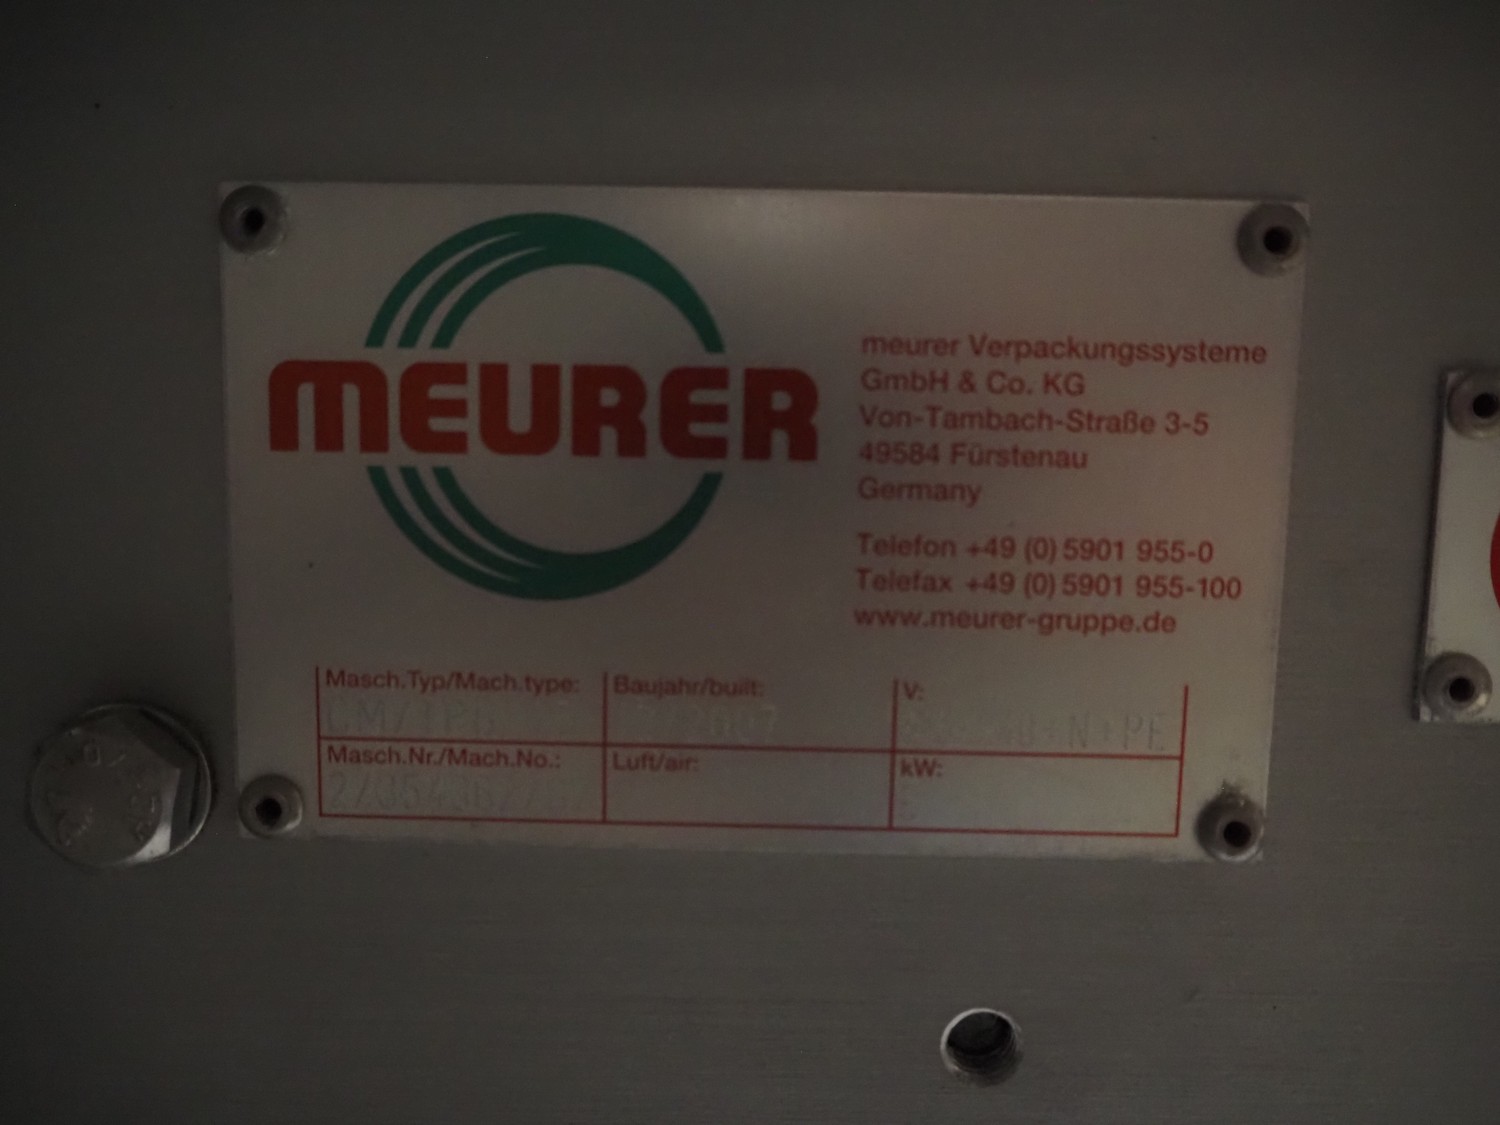 MEURER
meurer Verpackungssysteme
GmbH & Co. KG
Von-Tambach-Straße 3-5
49584 Fürstenau
Germany
Telefon +49 (0) 5901 955-0
Telefax +49 (0) 5901 955-100
www.meurer-gruppe.de
Masch.Typ/Mach.type: Baujahr/built: V:
Masch.Nr./Mach.No.: Luft/air: kW: